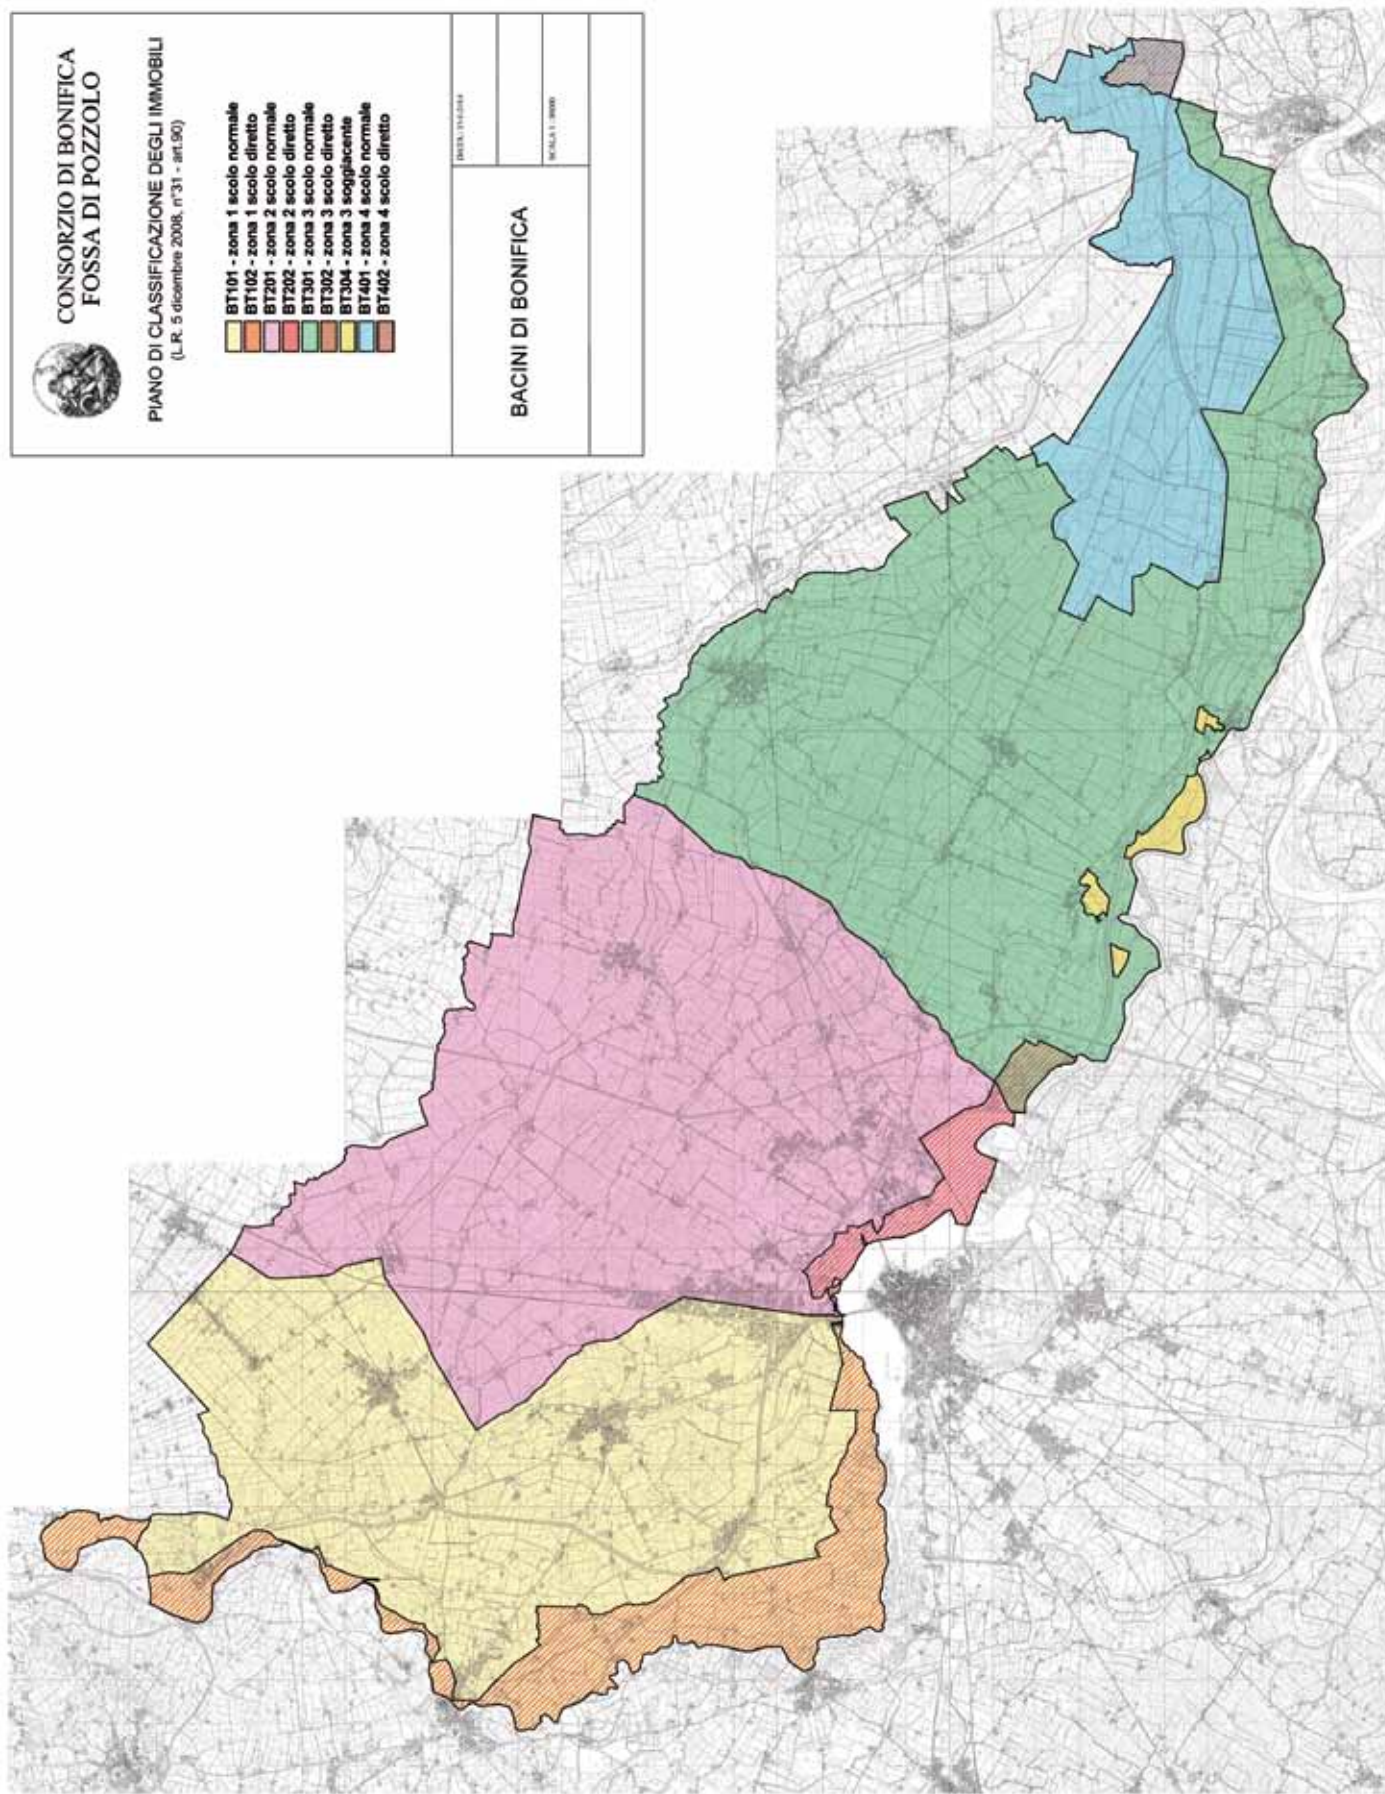 CONSORZIO DI BONIFICA
FOSSA DI POZZOLO
PIANO DI CLASSIFICAZIONE DEGLI IMMOBILI
(L.R. 5 dicembre 2008, n°31 - art.90)
BT101 - zona 1 scolo normale
BT102 - zona 1 scolo diretto
BT201 - zona 2 scolo normale
BT202 - zona 2 scolo diretto
BT301 - zona 3 scolo normale
BT302 - zona 3 scolo diretto
BT304 - zona 3 soggiacente
BT401 - zona 4 scolo normale
BT402 - zona 4 scolo diretto
BACINI DI BONIFICA